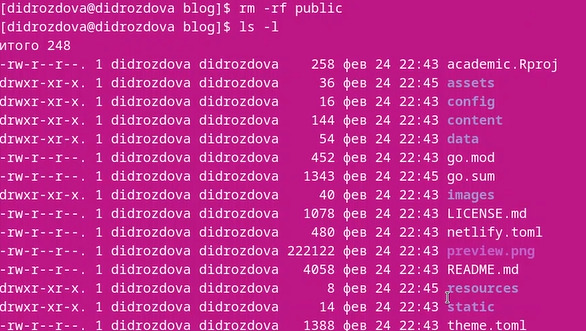 [didrozdova@didrozdova blog]$ rm -rf public
[didrozdova@didrozdova blog]$ ls -l
итого 248
-rw-r--r--. 1 didrozdova didrozdova    258 фев 24 22:43 academic.Rproj
drwxr-xr-x. 1 didrozdova didrozdova     36 фев 24 22:45 assets
drwxr-xr-x. 1 didrozdova didrozdova     16 фев 24 22:43 config
drwxr-xr-x. 1 didrozdova didrozdova    144 фев 24 22:43 content
drwxr-xr-x. 1 didrozdova didrozdova     54 фев 24 22:43 data
-rw-r--r--. 1 didrozdova didrozdova    452 фев 24 22:43 go.mod
-rw-r--r--. 1 didrozdova didrozdova   1343 фев 24 22:45 go.sum
drwxr-xr-x. 1 didrozdova didrozdova     40 фев 24 22:43 images
-rw-r--r--. 1 didrozdova didrozdova   1078 фев 24 22:43 LICENSE.md
-rw-r--r--. 1 didrozdova didrozdova    480 фев 24 22:43 netlify.toml
-rw-r--r--. 1 didrozdova didrozdova 222122 фев 24 22:43 preview.png
-rw-r--r--. 1 didrozdova didrozdova   4058 фев 24 22:43 README.md
drwxr-xr-x. 1 didrozdova didrozdova      8 фев 24 22:45 resources
drwxr-xr-x. 1 didrozdova didrozdova     14 фев 24 22:43 static
-rw-r--r--. 1 didrozdova didrozdova   1388 фев 24 22:43 theme.toml